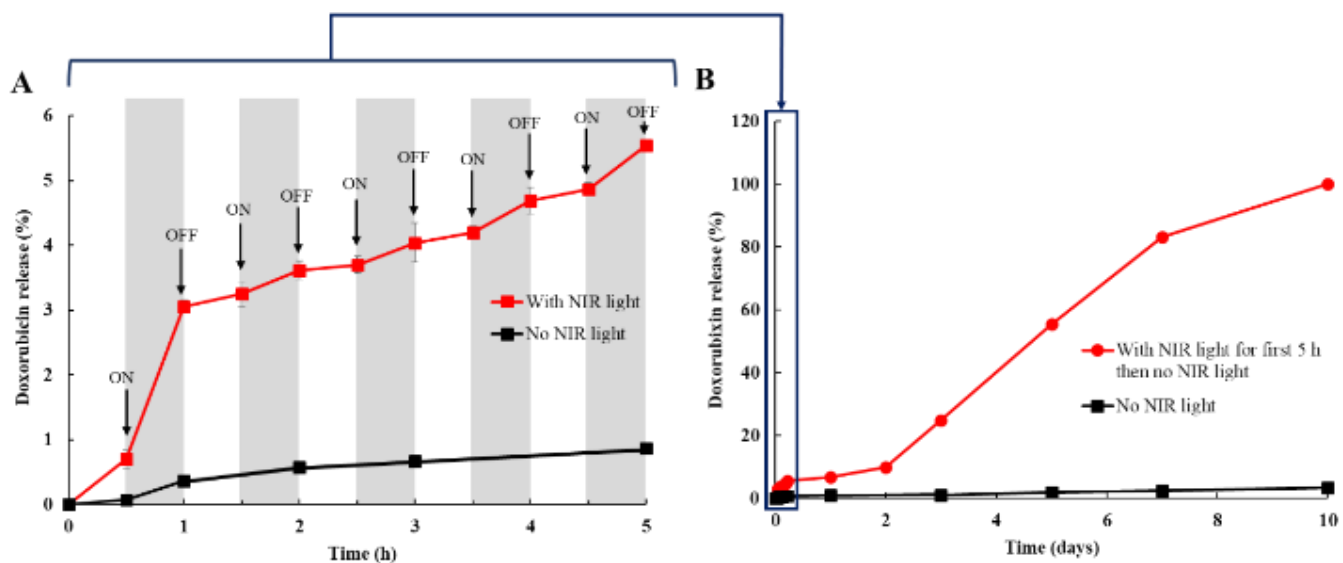 A
B
6
5
4
3
2
1
0
Doxorubicin release (%)
ON
OFF
ON
OFF
ON
OFF
ON
OFF
ON
OFF
With NIR light
No NIR light
0 1 2 3 4 5
Time (h)
120
100
80
60
40
20
0
Doxorubixin release (%)
With NIR light for first 5 h
then no NIR light
No NIR light
0 2 4 6 8 10
Time (days)